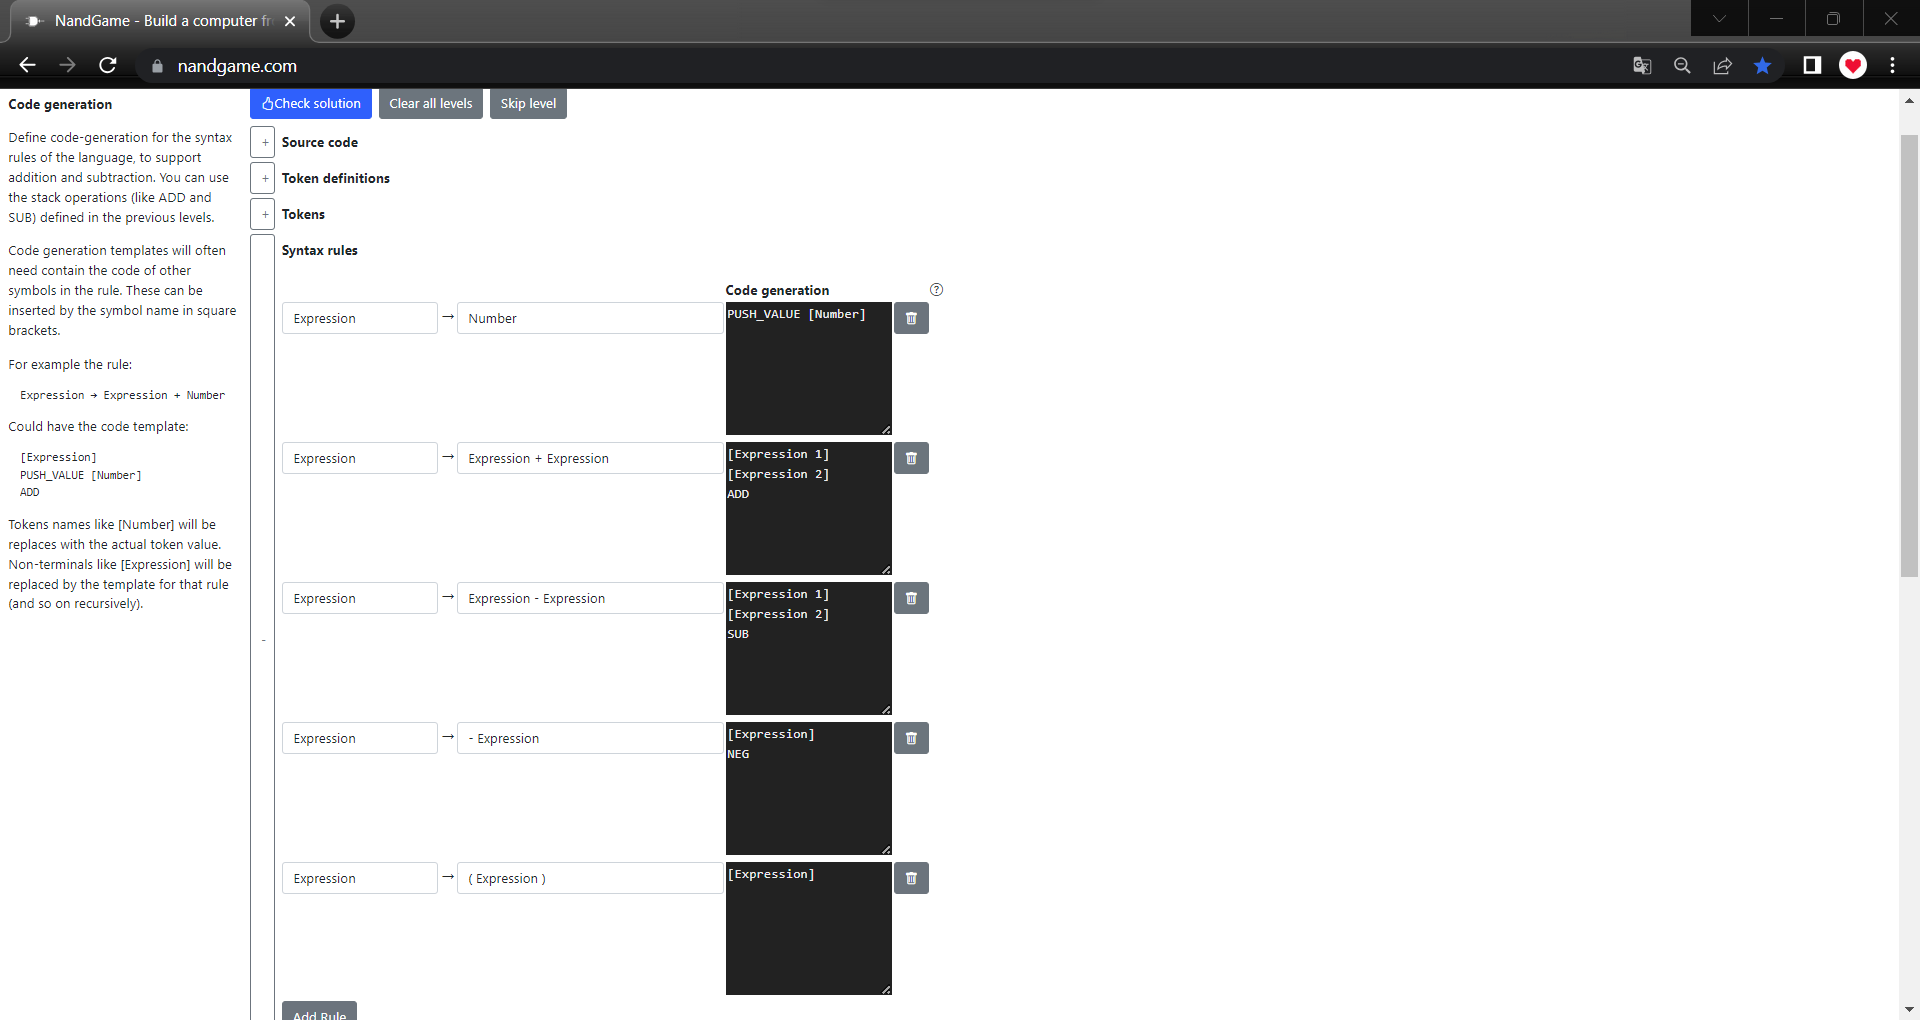 NandGame - Build a computer fr
nandgame.com
Code generation
Define code-generation for the syntax
rules of the language, to support
addition and subtraction. You can use
the stack operations (like ADD and
SUB) defined in the previous levels.
Code generation templates will often
need contain the code of other
symbols in the rule. These can be
inserted by the symbol name in square
brackets.
For example the rule:
Expression → Expression + Number
Could have the code template:
[Expression]
PUSH_VALUE [Number]
ADD
Tokens names like [Number] will be
replaces with the actual token value.
Non-terminals like [Expression] will be
replaced by the template for that rule
(and so on recursively).
Check solution Clear all levels Skip level
+ Source code
+ Token definitions
+ Tokens
- Syntax rules
Code generation ?
Expression → Number
PUSH_VALUE [Number]
Expression → Expression + Expression
[Expression 1]
[Expression 2]
ADD
Expression → Expression - Expression
[Expression 1]
[Expression 2]
SUB
Expression → - Expression
[Expression]
NEG
Expression → ( Expression )
[Expression]
Add Rule